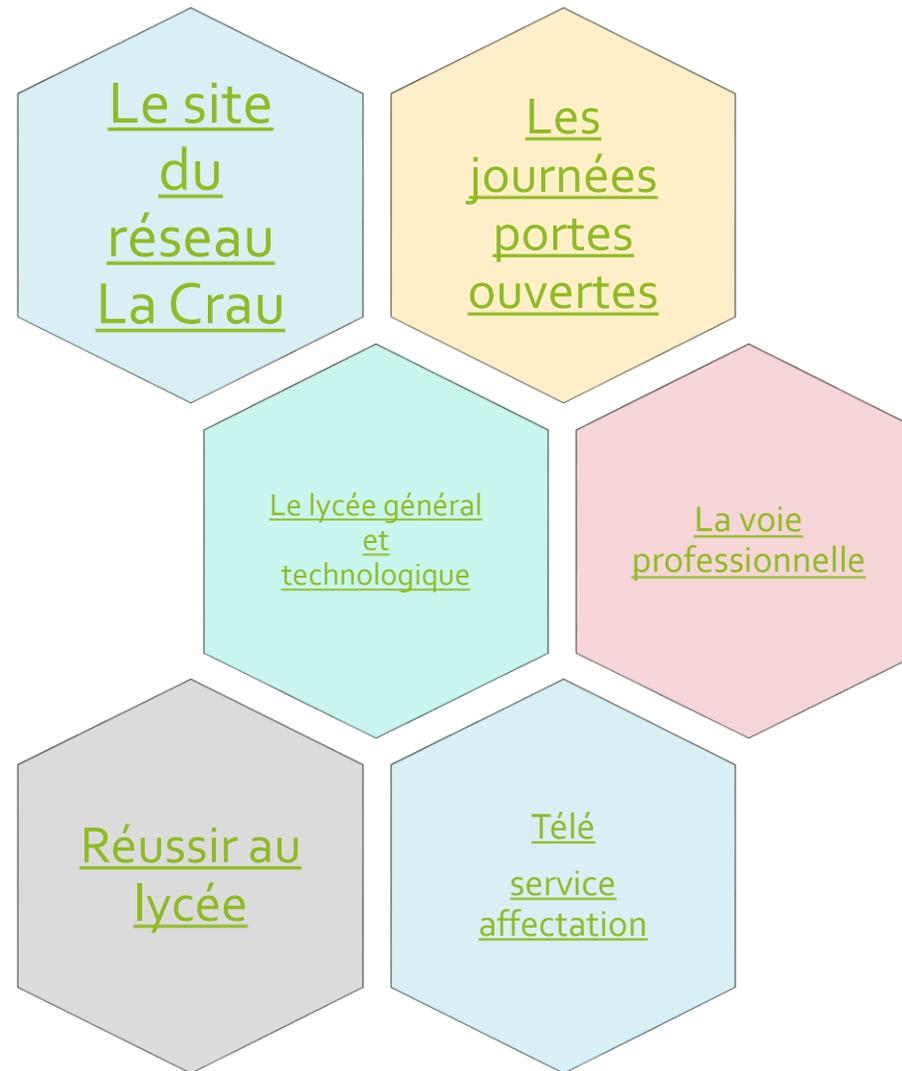 Le site
du
réseau
La Crau
Les
journées
portes
ouvertes
Le lycée général
et
technologique
La voie
professionnelle
Réussir au
lycée
Télé
service
affectation